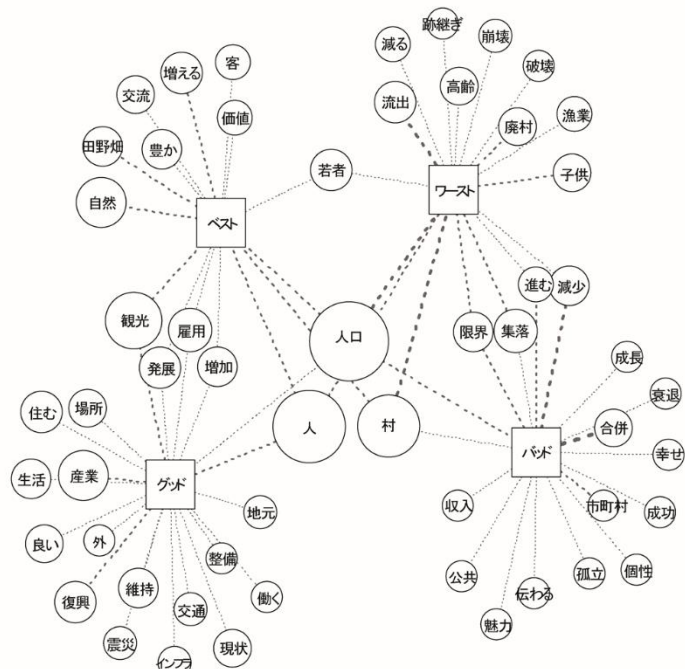 跡継ぎ
客
減る
崩壊
増える
高齢
破壊
交流
流出
価値
漁業
廃村
田野畑
豊か
若者
子供
ワースト
自然
ベスト
進む
減少
観光
雇用
限界
集落
人口
発展
増加
成長
衰退
住む
場所
人
村
合併
バッド
幸せ
生活
産業
グッド
収入
市町村
成功
地元
良い
外
整備
公共
伝わる
孤立
個性
復興
維持
交通
働く
魅力
震災
インフラ
現状